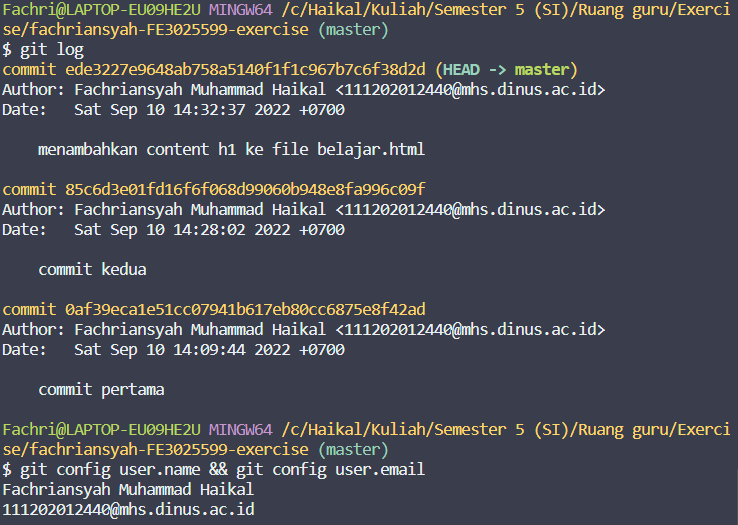 Fachri@LAPTOP-EU09HE2U MINGW64 /c/Haikal/Kuliah/Semester 5 (SI)/Ruang guru/Exerci
se/fachriansyah-FE3025599-exercise (master)
$ git log
commit ede3227e9648ab758a5140f1f1c967b7c6f38d2d (HEAD -> master)
Author: Fachriansyah Muhammad Haikal <111202012440@mhs.dinus.ac.id>
Date:   Sat Sep 10 14:32:37 2022 +0700

    menambahkan content h1 ke file belajar.html

commit 85c6d3e01fd16f6f068d99060b948e8fa996c09f
Author: Fachriansyah Muhammad Haikal <111202012440@mhs.dinus.ac.id>
Date:   Sat Sep 10 14:28:02 2022 +0700

    commit kedua

commit 0af39eca1e51cc07941b617eb80cc6875e8f42ad
Author: Fachriansyah Muhammad Haikal <111202012440@mhs.dinus.ac.id>
Date:   Sat Sep 10 14:09:44 2022 +0700

    commit pertama

Fachri@LAPTOP-EU09HE2U MINGW64 /c/Haikal/Kuliah/Semester 5 (SI)/Ruang guru/Exerci
se/fachriansyah-FE3025599-exercise (master)
$ git config user.name && git config user.email
Fachriansyah Muhammad Haikal
111202012440@mhs.dinus.ac.id